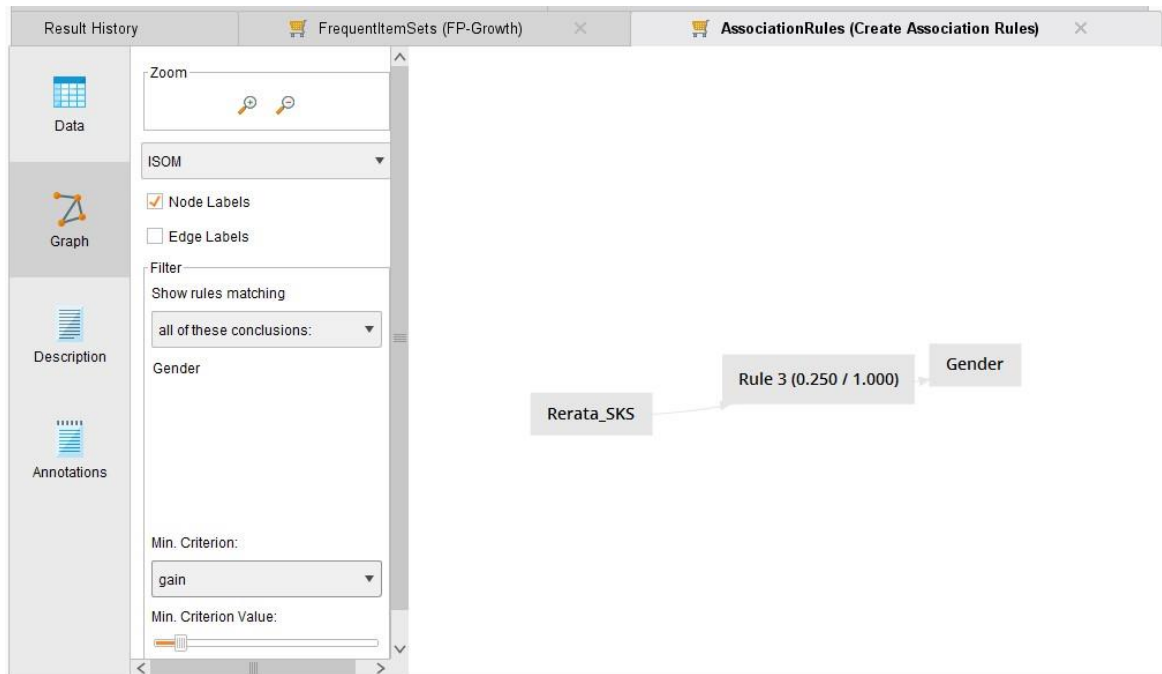 Result History
FrequentItemSets (FP-Growth)
AssociationRules (Create Association Rules)
Data
Graph
Description
Annotations
Zoom
ISOM
Node Labels
Edge Labels
Filter
Show rules matching
all of these conclusions:
Gender
Min. Criterion:
gain
Min. Criterion Value:
Rerata_SKS
Rule 3 (0.250 / 1.000)
Gender